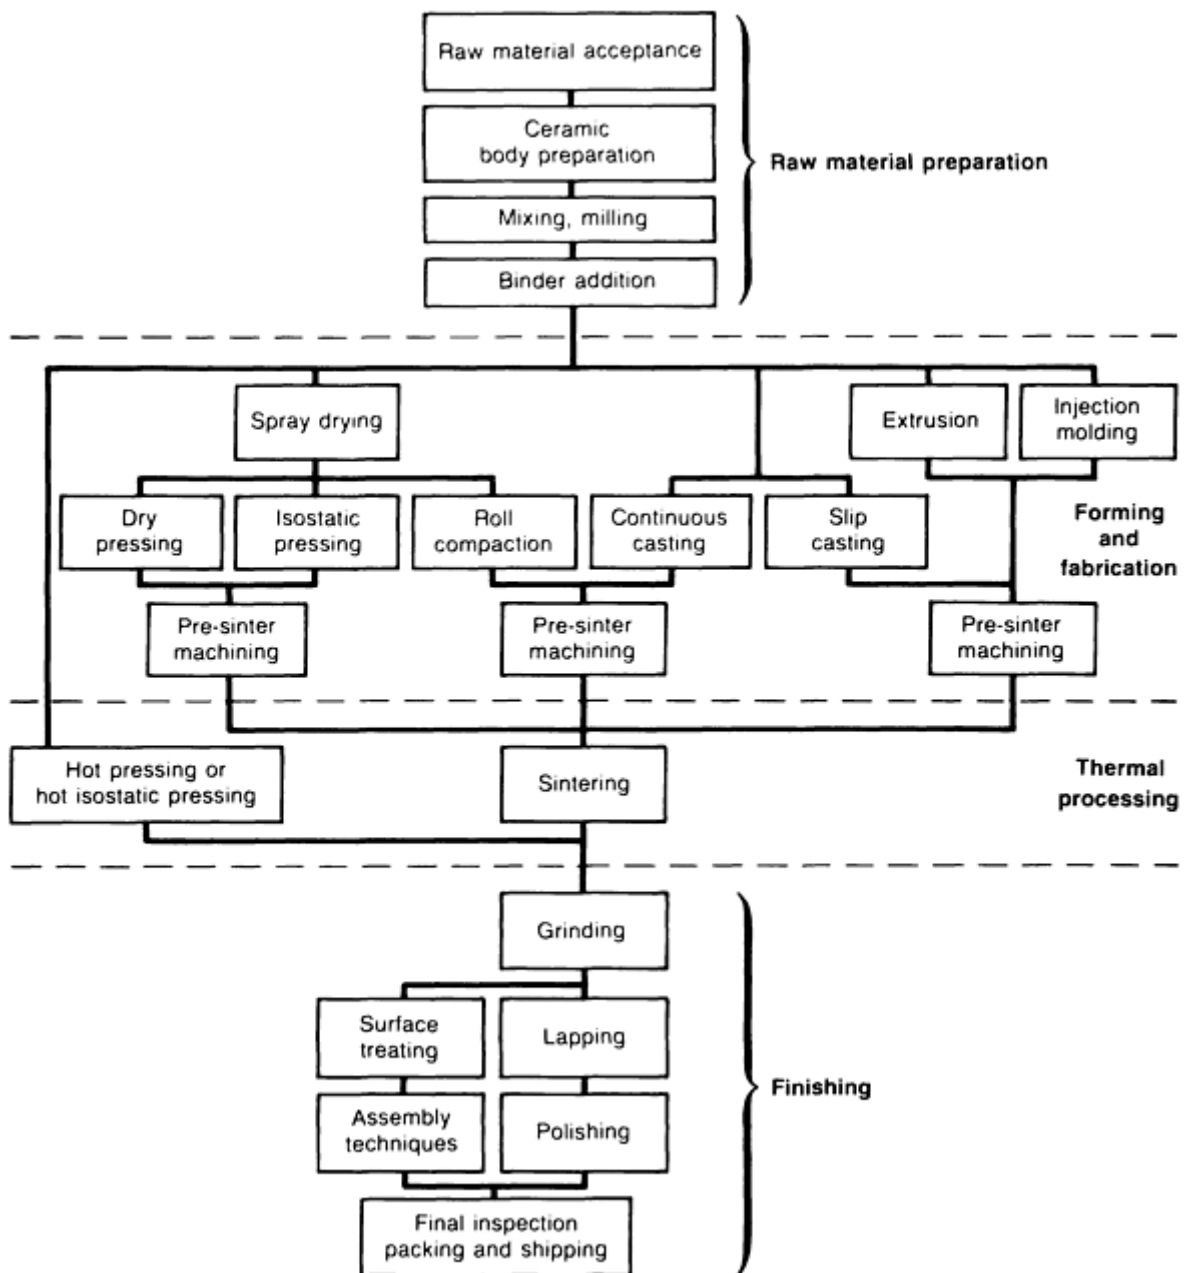 Raw material acceptance
Ceramic
body preparation
Raw material preparation
Mixing, milling
Binder addition
Spray drying
Extrusion
Injection
molding
Dry
pressing
Isostatic
pressing
Roll
compaction
Continuous
casting
Slip
casting
Forming
and
fabrication
Pre-sinter
machining
Pre-sinter
machining
Pre-sinter
machining
Hot pressing or
hot isostatic pressing
Sintering
Thermal
processing
Grinding
Surface
treating
Lapping
Finishing
Assembly
techniques
Polishing
Final inspection
packing and shipping